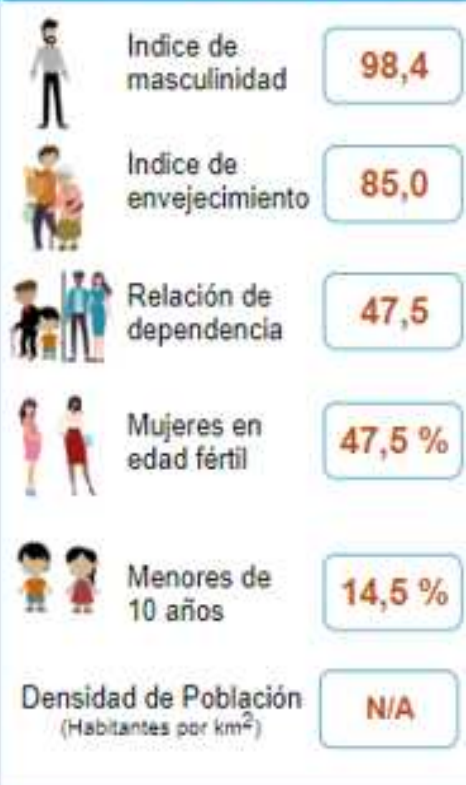 Indice de
masculinidad
98,4
Indice de
envejecimiento
85,0
Relación de
dependencia
47,5
Mujeres en
edad fértil
47,5 %
Menores de
10 años
14,5 %
Densidad de Población
(Habitantes por km²)
N/A